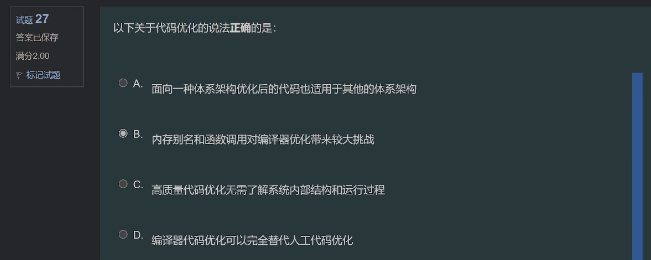 试题 27
答案已保存
满分2.00
标记试题
以下关于代码优化的说法正确的是：
A. 面向一种体系架构优化后的代码也适用于其他的体系架构
B. 内存别名和函数调用对编译器优化带来较大挑战
C. 高质量代码优化无需了解系统内部结构和运行过程
D. 编译器代码优化可以完全替代人工代码优化